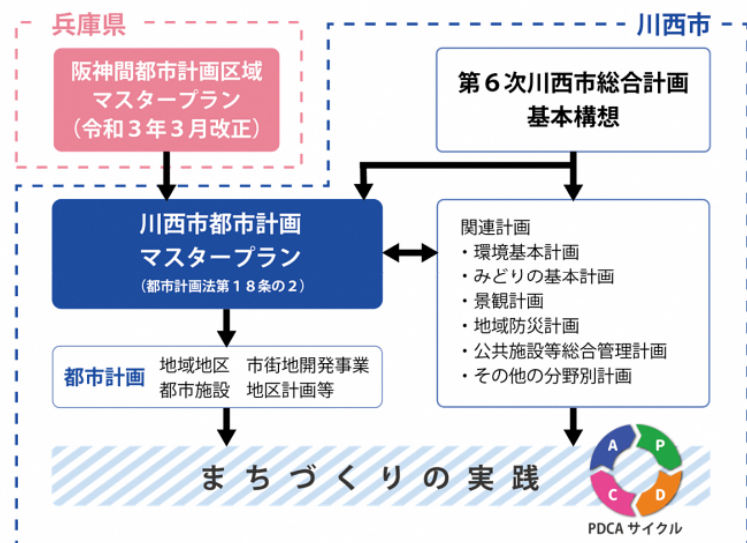 兵庫県
川西市
阪神間都市計画区域
マスタープラン
（令和３年３月改正）
第６次川西市総合計画
基本構想
川西市都市計画
マスタープラン
（都市計画法第１８条の２）
関連計画
・環境基本計画
・みどりの基本計画
・景観計画
・地域防災計画
・公共施設等総合管理計画
・その他の分野別計画
都市計画
地域地区　市街地開発事業
都市施設　地区計画等
まちづくりの実践
A P
C D
PDCA サイクル